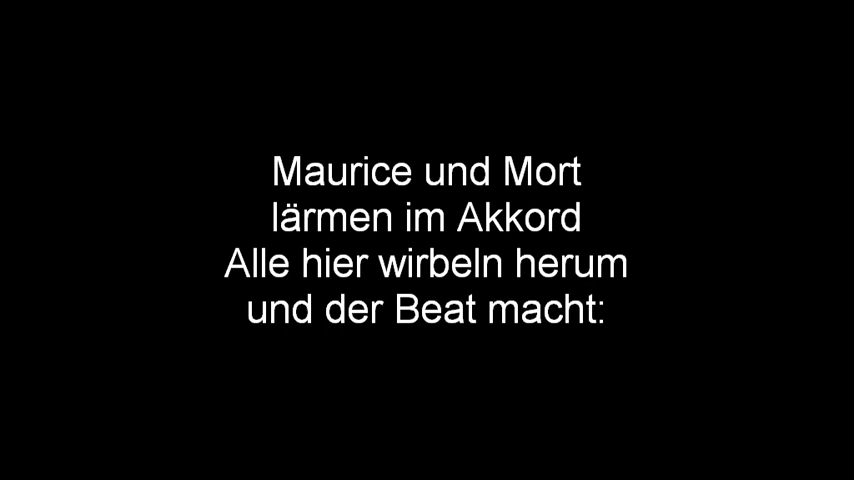 Maurice und Mort
lärmen im Akkord
Alle hier wirbeln herum
und der Beat macht: